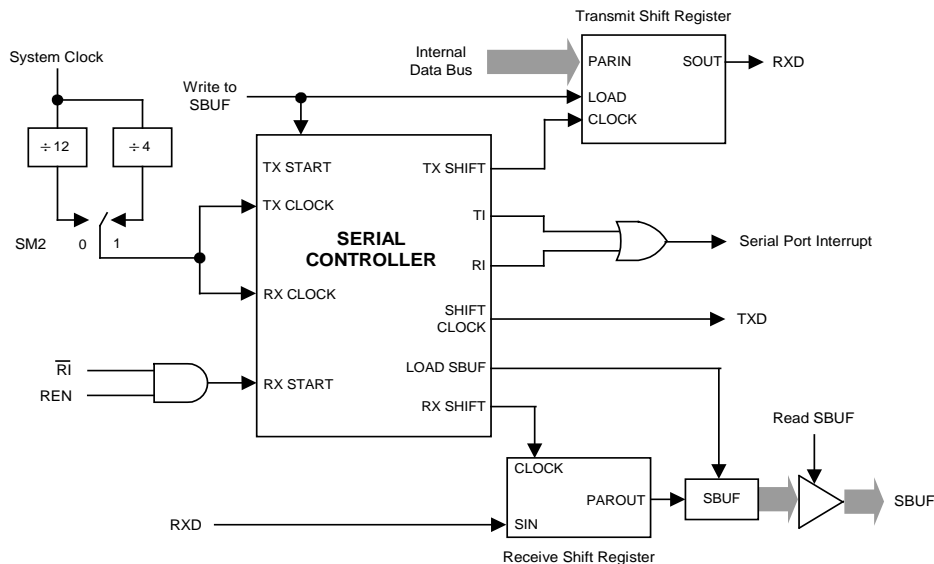 Transmit Shift Register
System Clock
Internal
Data Bus
PARIN
SOUT
RXD
Write to
SBUF
LOAD
CLOCK
÷ 12
÷ 4
TX START
TX SHIFT
TX CLOCK
TI
SM2
0
1
SERIAL
CONTROLLER
Serial Port Interrupt
RI
RX CLOCK
SHIFT
CLOCK
TXD
RI
REN
RX START
LOAD SBUF
RX SHIFT
Read SBUF
CLOCK
PAROUT
SBUF
SBUF
RXD
SIN
Receive Shift Register